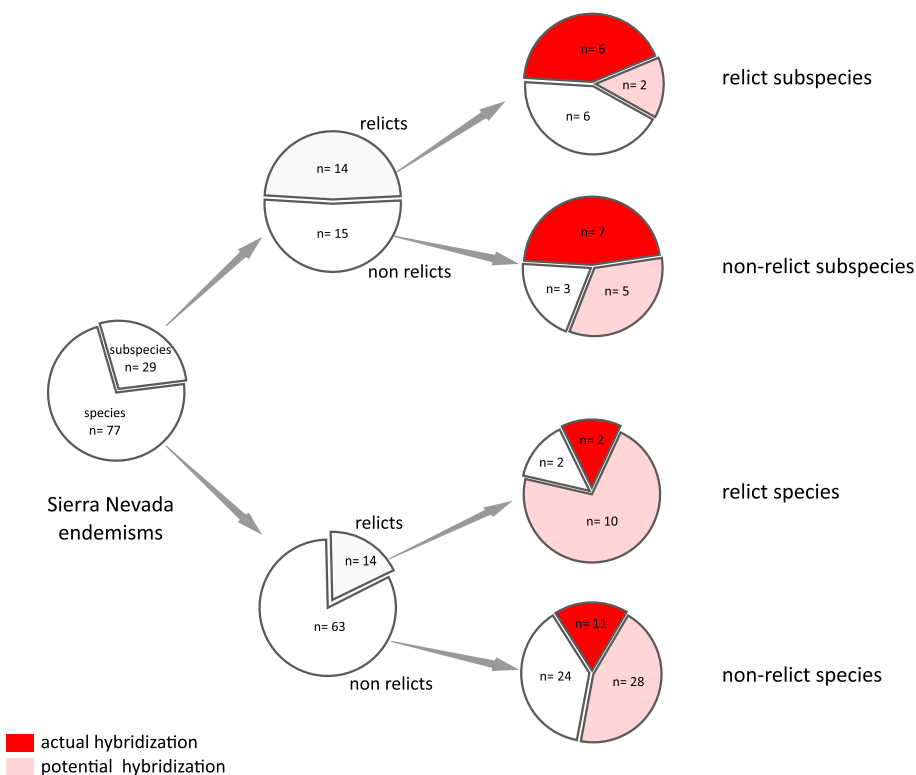 n= 6
n= 2
n= 6
relict subspecies
relicts
n= 14
n= 15
non relicts
n= 7
n= 3
n= 5
non-relict subspecies
subspecies
n= 29
species
n= 77
Sierra Nevada
endemisms
n= 2
n= 2
n= 10
relict species
relicts
n= 14
n= 63
non relicts
n= 11
n= 24
n= 28
non-relict species
actual hybridization
potential hybridization